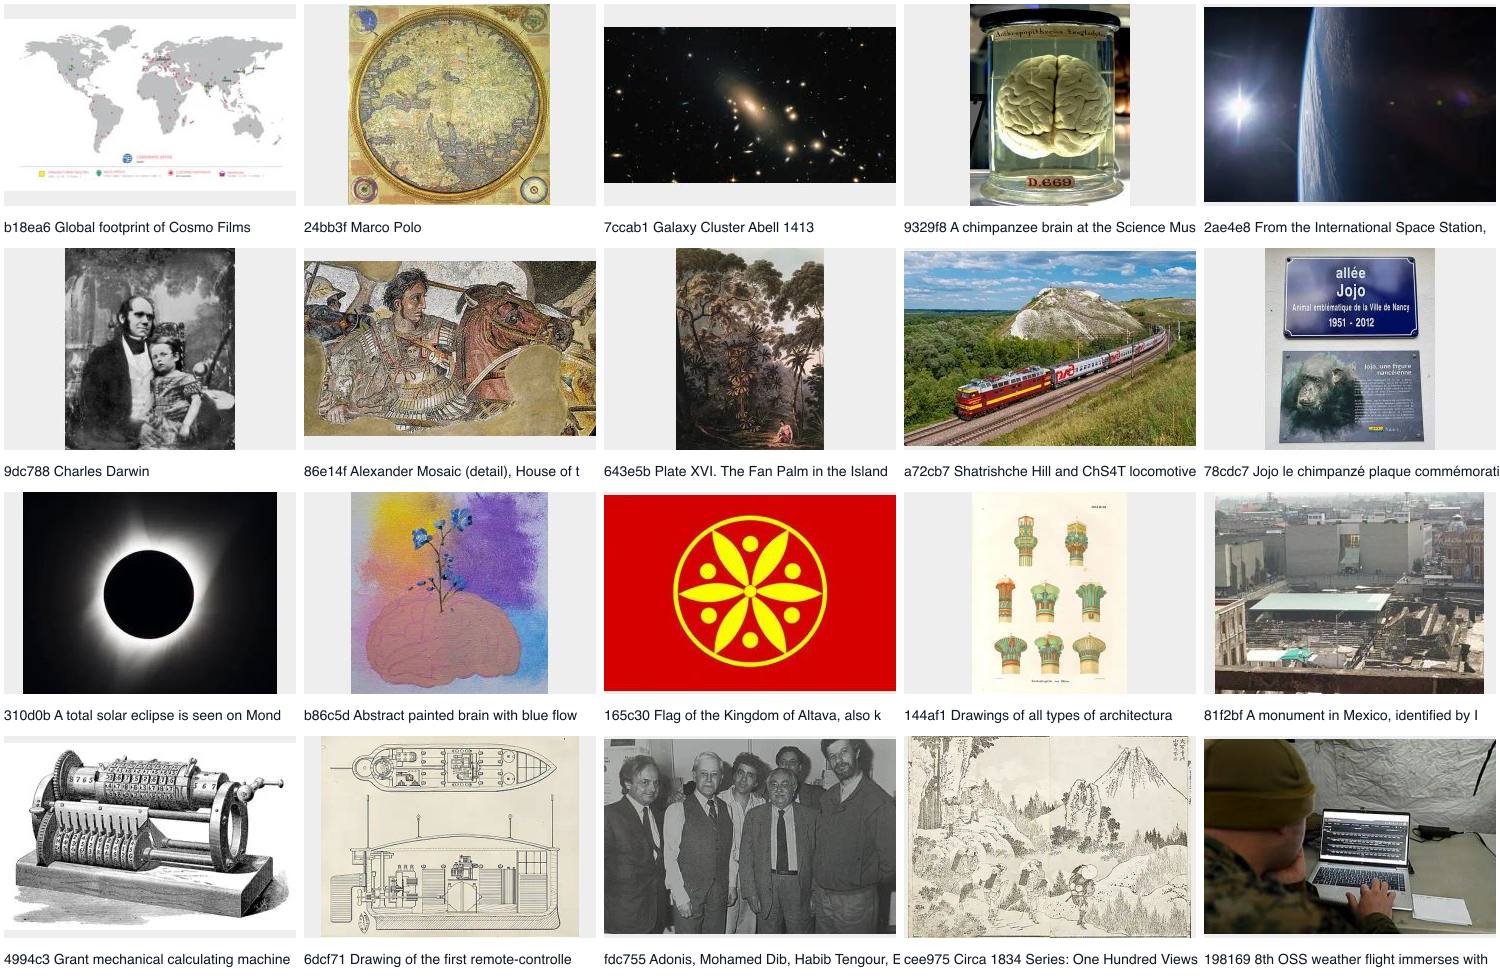 b18ea6 Global footprint of Cosmo Films
24bb3f Marco Polo
7ccab1 Galaxy Cluster Abell 1413
D.669
9329f8 A chimpanzee brain at the Science Mus
2ae4e8 From the International Space Station,
allée
Jojo
Animal emblématique de la Ville de Nancy
1951 - 2012
Jojo, une figure
nancéienne
9dc788 Charles Darwin
86e14f Alexander Mosaic (detail), House of t
643e5b Plate XVI. The Fan Palm in the Island
a72cb7 Shatrishche Hill and ChS4T locomotive
78cdc7 Jojo le chimpanzé plaque commémorati
310d0b A total solar eclipse is seen on Mond
b86c5d Abstract painted brain with blue flow
165c30 Flag of the Kingdom of Altava, also k
144af1 Drawings of all types of architectura
81f2bf A monument in Mexico, identified by I
4994c3 Grant mechanical calculating machine
6dcf71 Drawing of the first remote-controlle
fdc755 Adonis, Mohamed Dib, Habib Tengour, E
cee975 Circa 1834 Series: One Hundred Views
198169 8th OSS weather flight immerses with